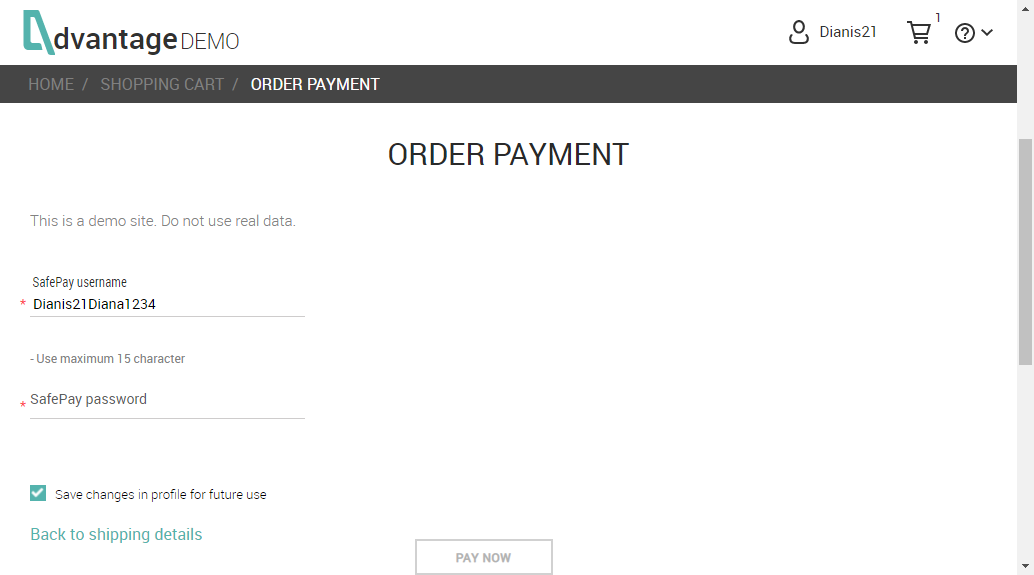 dvantage DEMO
Dianis21
1
HOME / SHOPPING CART / ORDER PAYMENT
ORDER PAYMENT
This is a demo site. Do not use real data.
SafePay username
* Dianis21Diana1234
- Use maximum 15 character
* SafePay password
Save changes in profile for future use
Back to shipping details
PAY NOW